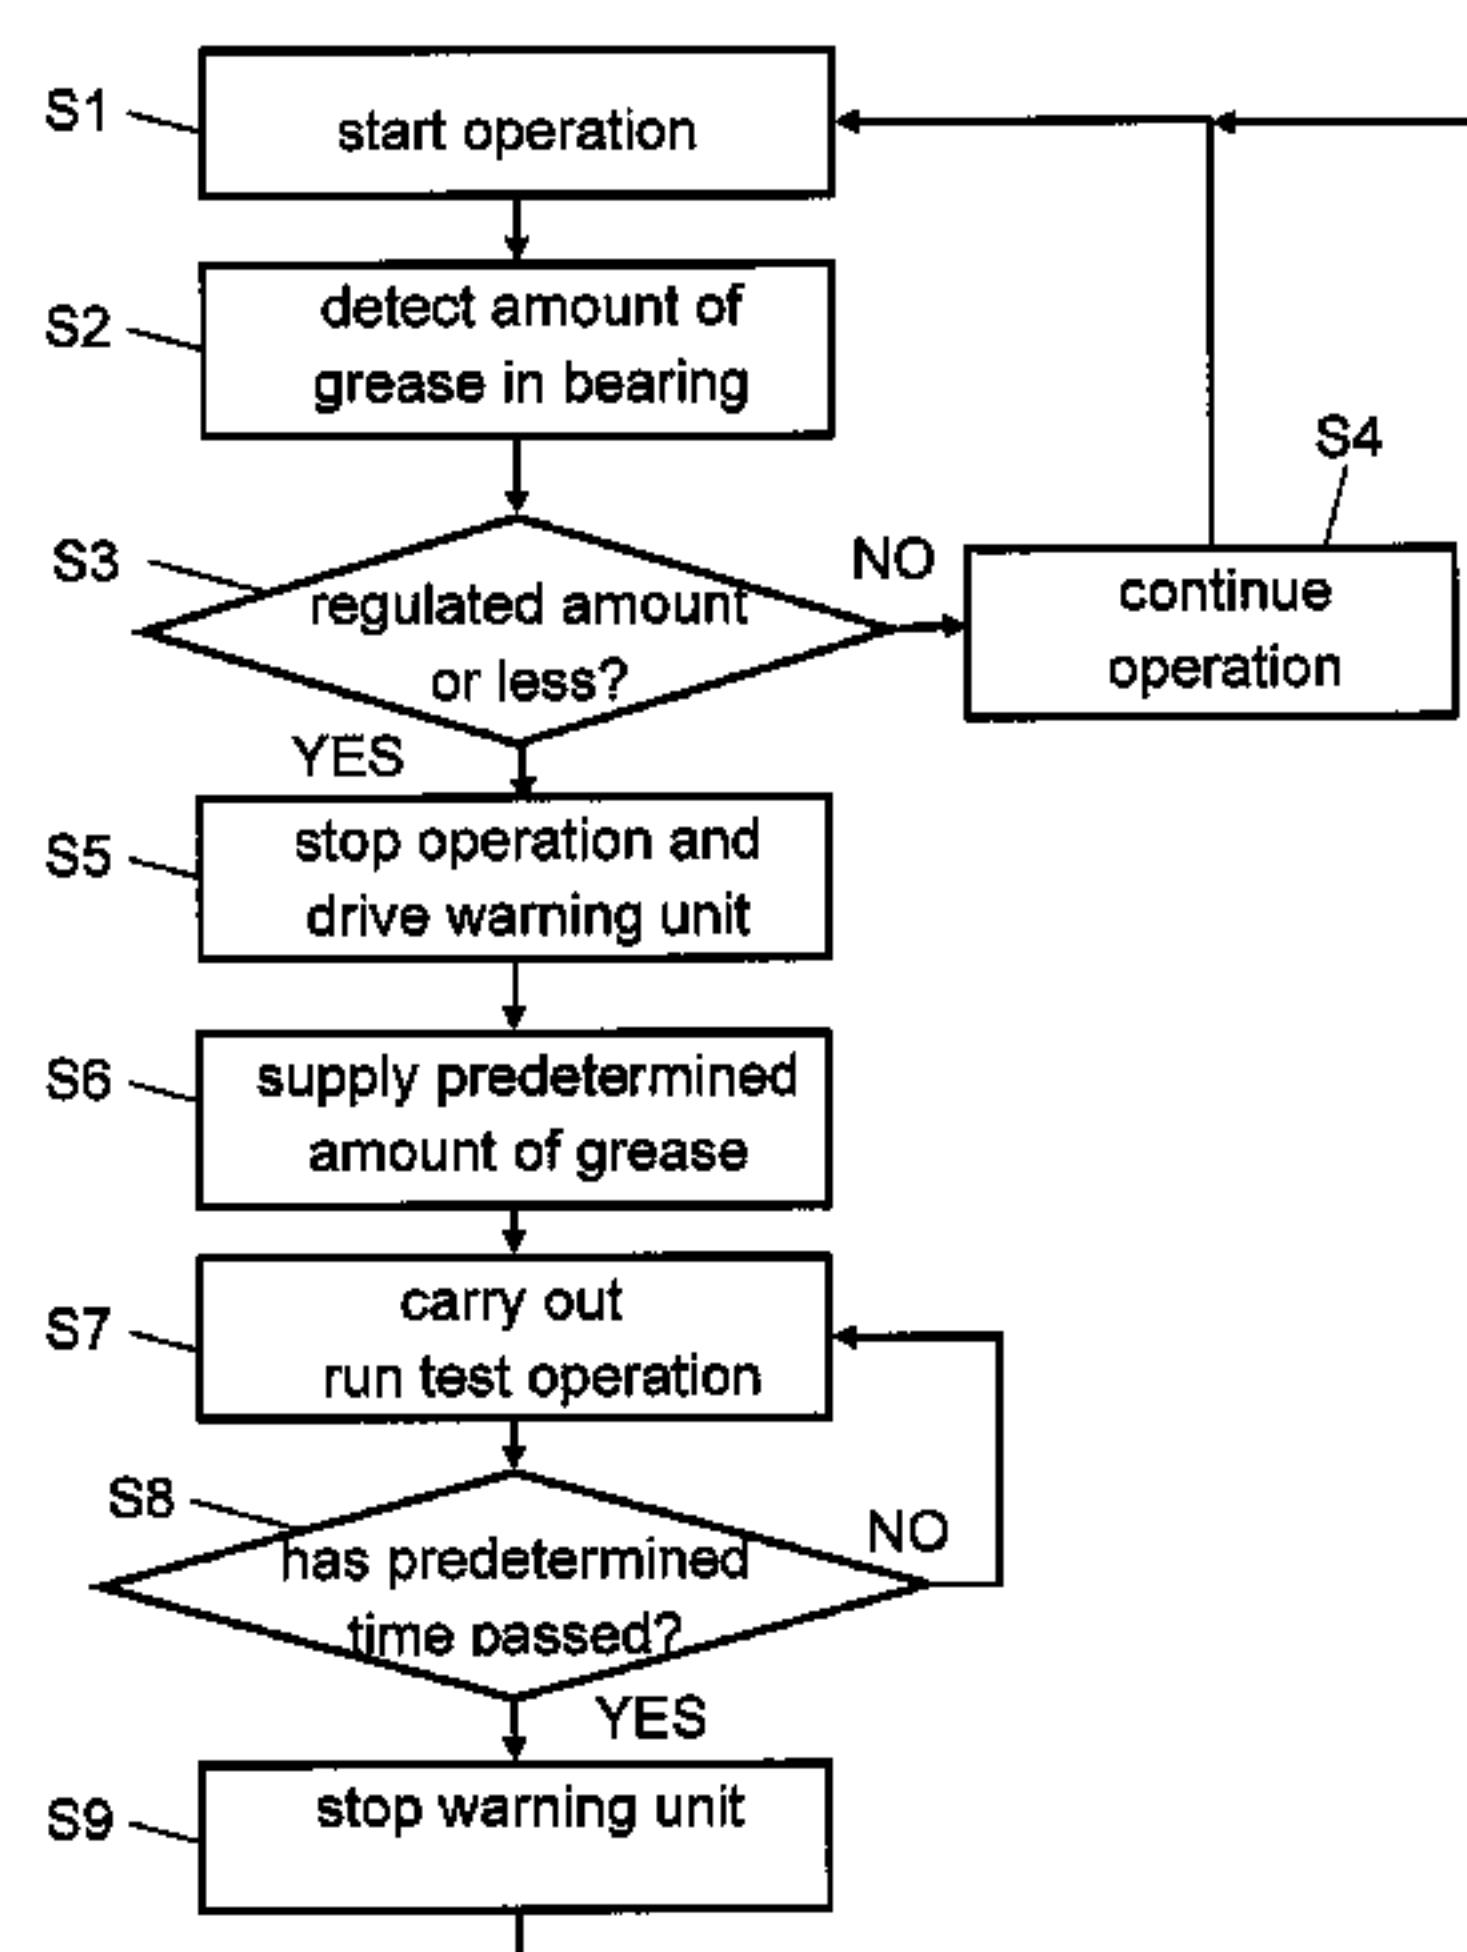 S1
start operation
S2
detect amount of
grease in bearing
S3
regulated amount
or less?
NO
S4
continue
operation
YES
S5
stop operation and
drive warning unit
S6
supply predetermined
amount of grease
S7
carry out
run test operation
S8
has predetermined
time passed?
NO
YES
S9
stop warning unit